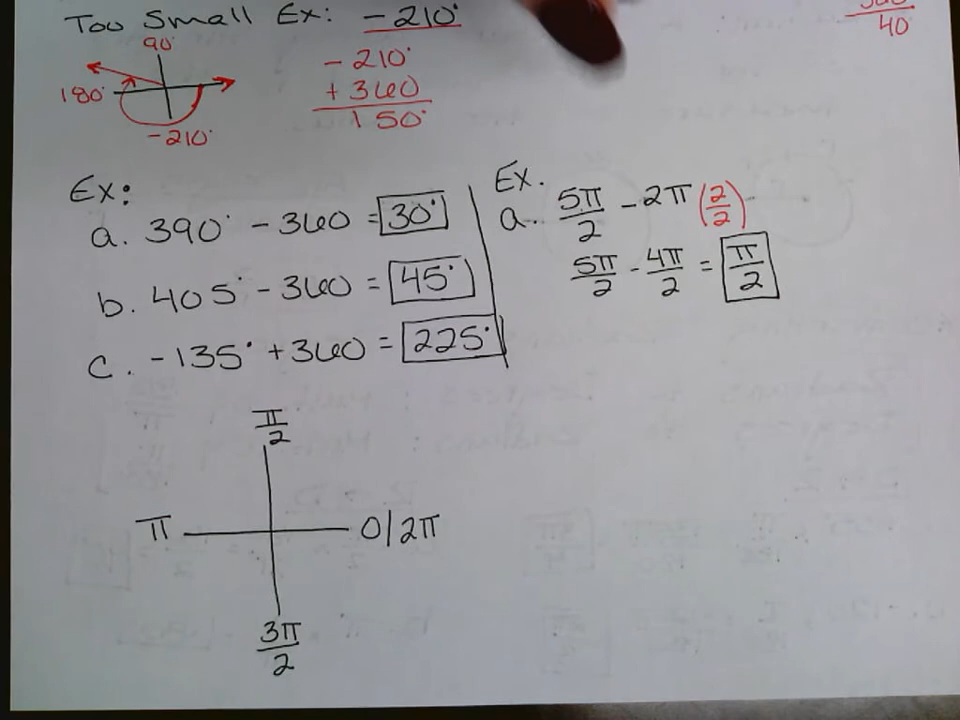 Too Small Ex: -210°
-210°
+360
150°
40
90°
180°
-210°
Ex:
a. 390° - 360 = 30°
b. 405° - 360 = 45°
c. -135° + 360 = 225°
Ex.
a. 5π/2 - 2π (2/2)
5π/2 - 4π/2 = π/2
π/2
π
0/2π
3π/2